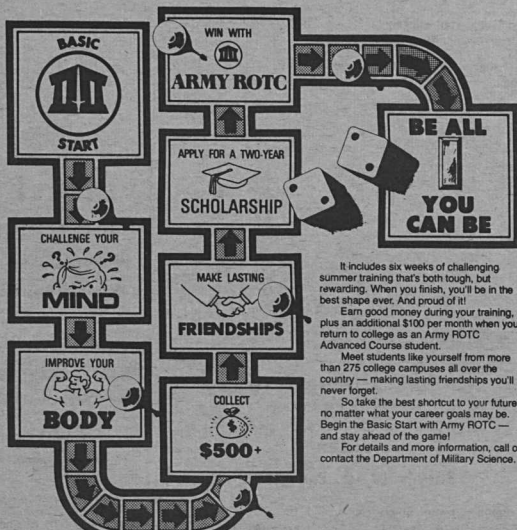 BASIC
START
CHALLENGE YOUR
MIND
IMPROVE YOUR
BODY
COLLECT
$500+
MAKE LASTING
FRIENDSHIPS
APPLY FOR A TWO-YEAR
SCHOLARSHIP
WIN WITH
ARMY ROTC
BE ALL
YOU
CAN BE
It includes six weeks of challenging
summer training that's both tough, but
rewarding. When you finish, you'll be in the
best shape ever. And proud of it!
Earn good money during your training,
plus an additional $100 per month when you
return to college as an Army ROTC
Advanced Course student.
Meet students like yourself from more
than 275 college campuses all over the
country — making lasting friendships you'll
never forget.
So take the best shortcut to your future
no matter what your career goals may be.
Begin the Basic Start with Army ROTC —
and stay ahead of the game!
For details and more information, call o
contact the Department of Military Science.